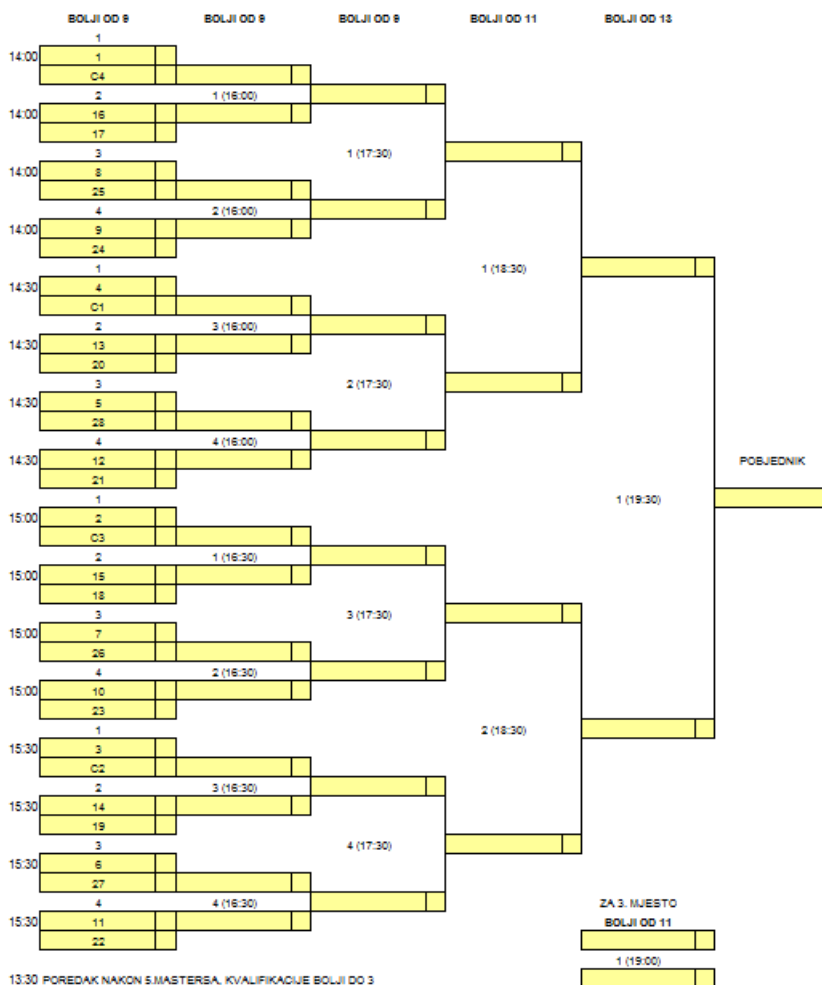 BOLJI OD 9 BOLJI OD 9 BOLJI OD 9 BOLJI OD 11 BOLJI OD 13
1
14:00 1
C4
2 1 (16:00)
14:00 16
17
3 1 (17:30)
14:00 8
25
4 2 (16:00)
14:00 9
24
1 1 (18:30)
14:30 4
C1
2 3 (16:00)
14:30 13
20
3 2 (17:30)
14:30 5
28
4 4 (16:00)
14:30 12 POBJEDNIK
21
1 1 (19:30)
15:00 2
C3
2 1 (16:30)
15:00 15
18
3 3 (17:30)
15:00 7
26
4 2 (16:30)
15:00 10
23
1 2 (18:30)
15:30 3
C2
2 3 (16:30)
15:30 14
19
3 4 (17:30)
15:30 6
27
4 4 (16:30) ZA 3. MJESTO
15:30 11 BOLJI OD 11
22
1 (19:00)
13:30 POREDAK NAKON 5.MASTERSA, KVALIFIKACIJE BOLJI DO 3